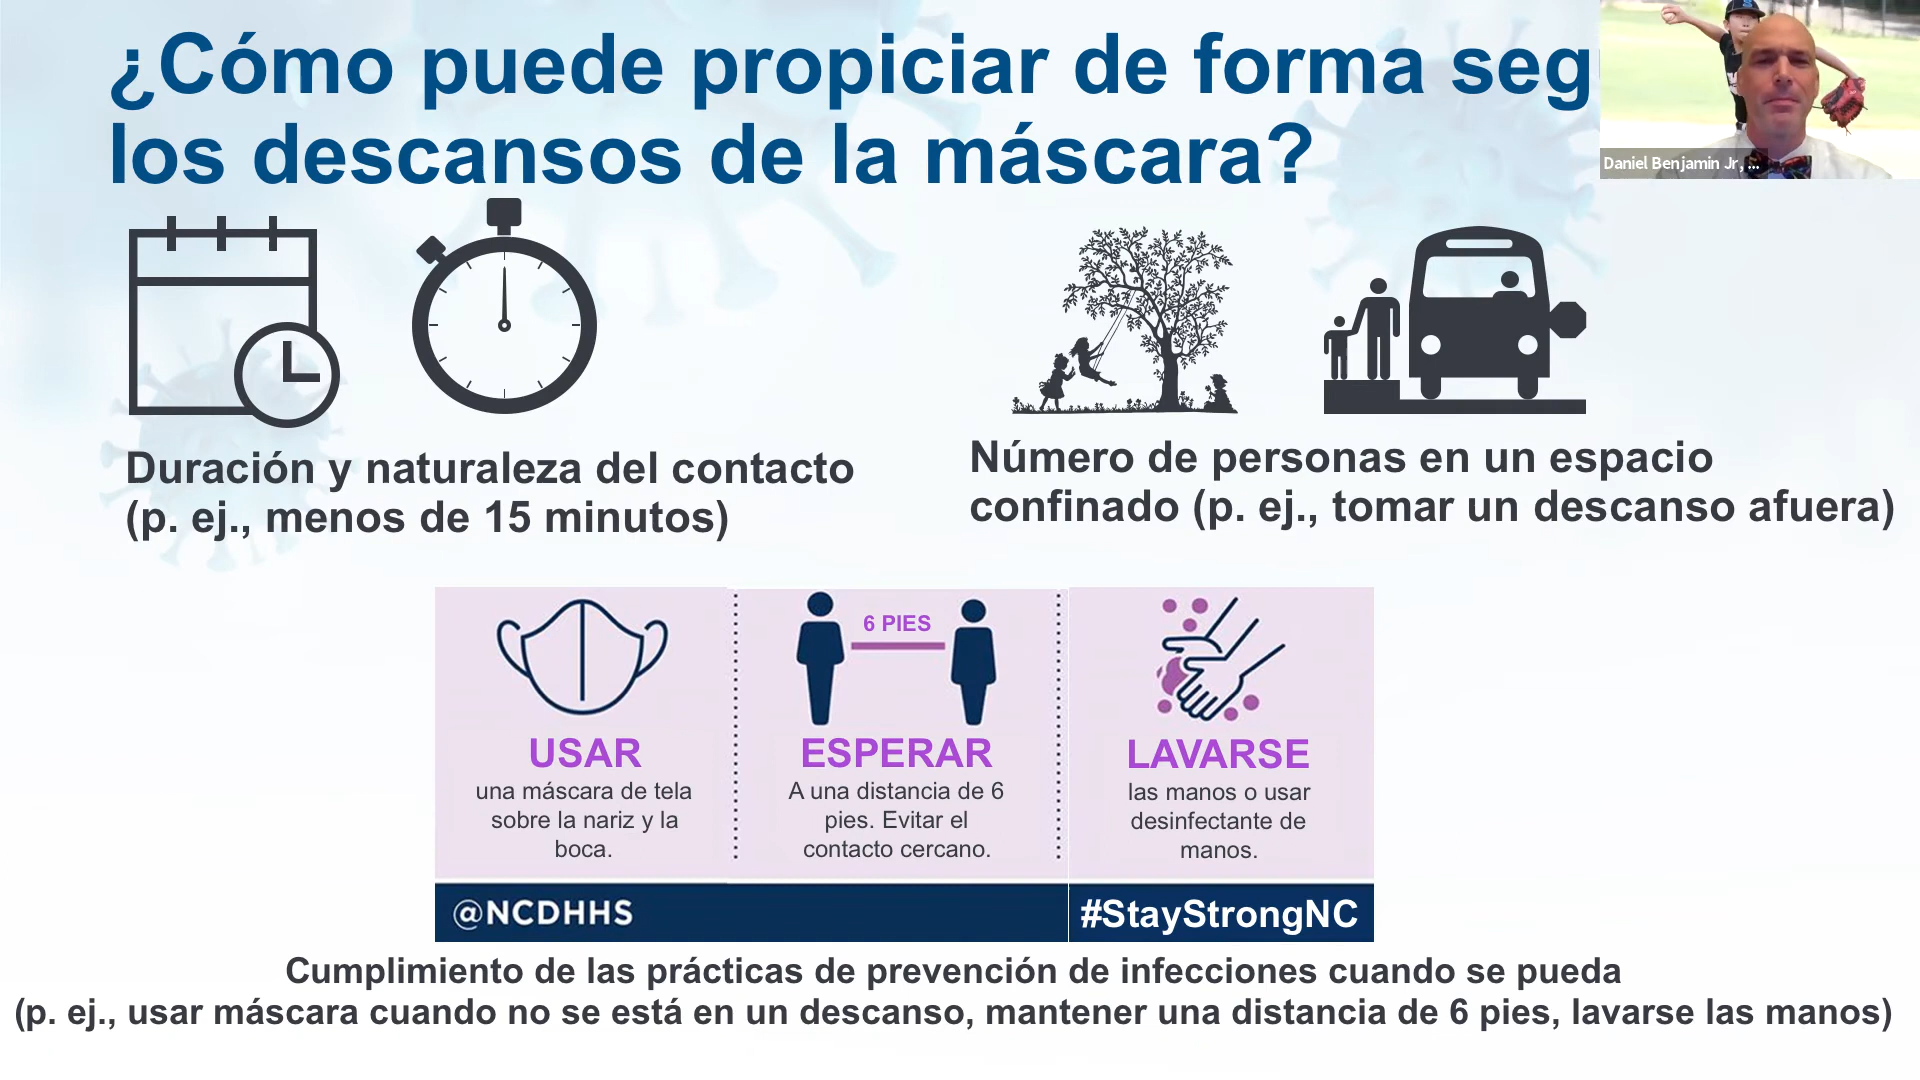 ¿Cómo puede propiciar de forma seg
los descansos de la máscara?
Daniel Benjamin Jr, ...
Duración y naturaleza del contacto
(p. ej., menos de 15 minutos)
Número de personas en un espacio
confinado (p. ej., tomar un descanso afuera)
6 PIES
USAR
una máscara de tela
sobre la nariz y la
boca.
ESPERAR
A una distancia de 6
pies. Evitar el
contacto cercano.
LAVARSE
las manos o usar
desinfectante de
manos.
@NCDHHS
#StayStrongNC
Cumplimiento de las prácticas de prevención de infecciones cuando se pueda
(p. ej., usar máscara cuando no se está en un descanso, mantener una distancia de 6 pies, lavarse las manos)